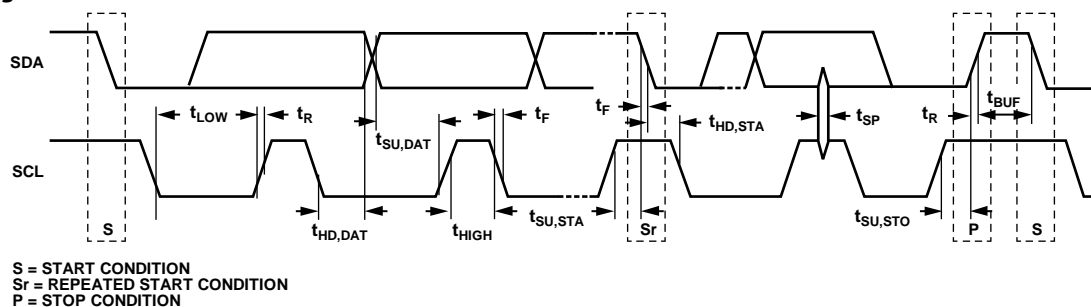 SDA
tLOW
tR
tSU,DAT
tF
tF
tHD,STA
tSP
tR
tBUF
SCL
S
tHD,DAT
tHIGH
tSU,STA
Sr
tSU,STO
P
S
S = START CONDITION
Sr = REPEATED START CONDITION
P = STOP CONDITION